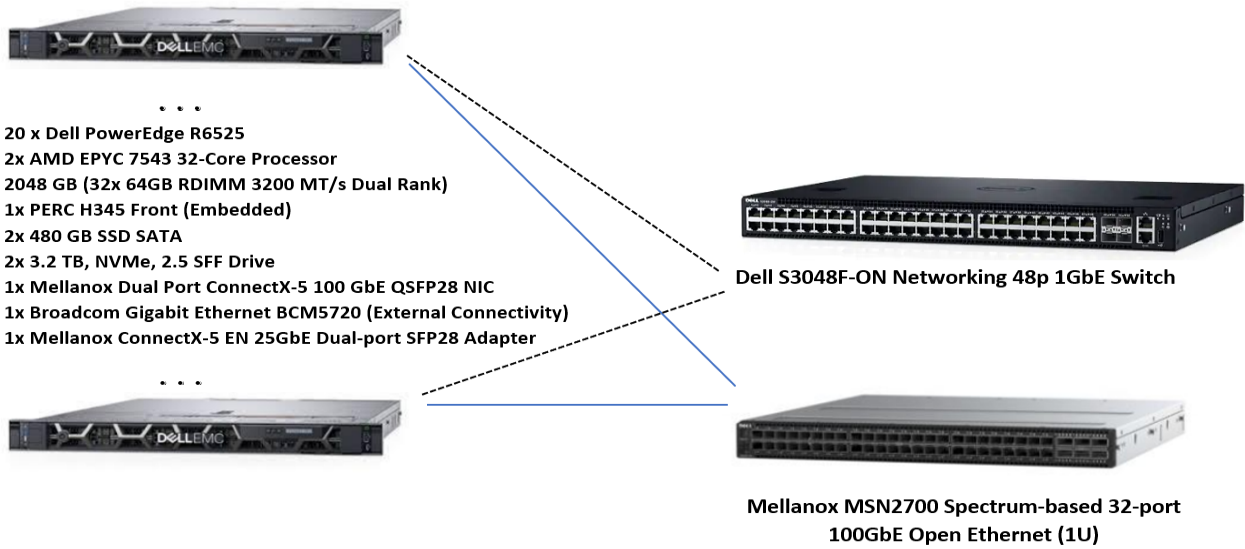 DELLEMC
• • •
20 x Dell PowerEdge R6525
2x AMD EPYC 7543 32-Core Processor
2048 GB (32x 64GB RDIMM 3200 MT/s Dual Rank)
1x PERC H345 Front (Embedded)
2x 480 GB SSD SATA
2x 3.2 TB, NVMe, 2.5 SFF Drive
1x Mellanox Dual Port ConnectX-5 100 GbE QSFP28 NIC
1x Broadcom Gigabit Ethernet BCM5720 (External Connectivity)
1x Mellanox ConnectX-5 EN 25GbE Dual-port SFP28 Adapter
• • •
DELLEMC
DELL
Dell S3048F-ON Networking 48p 1GbE Switch
Mellanox MSN2700 Spectrum-based 32-port
100GbE Open Ethernet (1U)